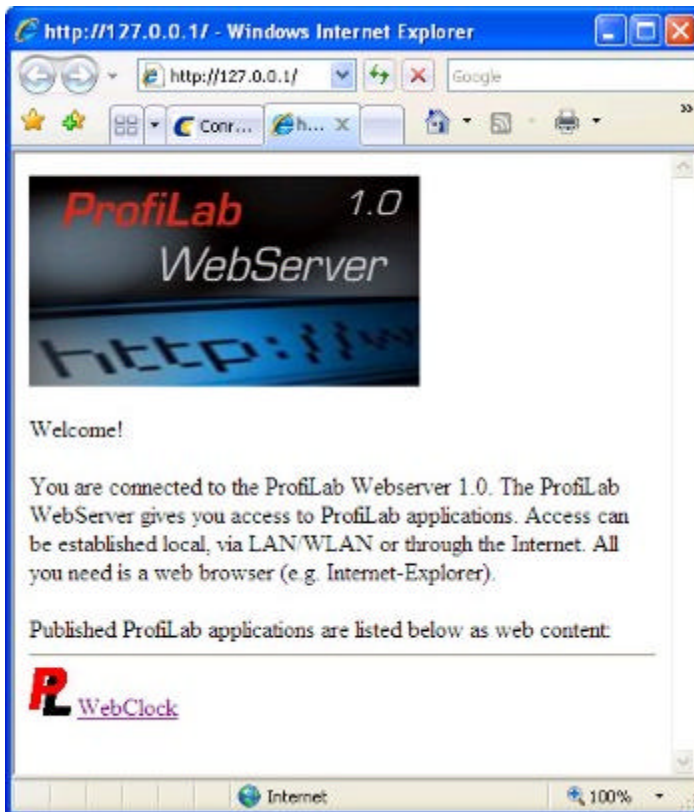 http://127.0.0.1/ - Windows Internet Explorer
http://127.0.0.1/
Google
Conr...
h...
ProfiLab 1.0
WebServer
http://w
Welcome!
You are connected to the ProfiLab Webserver 1.0. The ProfiLab
WebServer gives you access to ProfiLab applications. Access can
be established local, via LAN/WLAN or through the Internet. All
you need is a web browser (e.g. Internet-Explorer).
Published ProfiLab applications are listed below as web content:
PL WebClock
Internet
100%